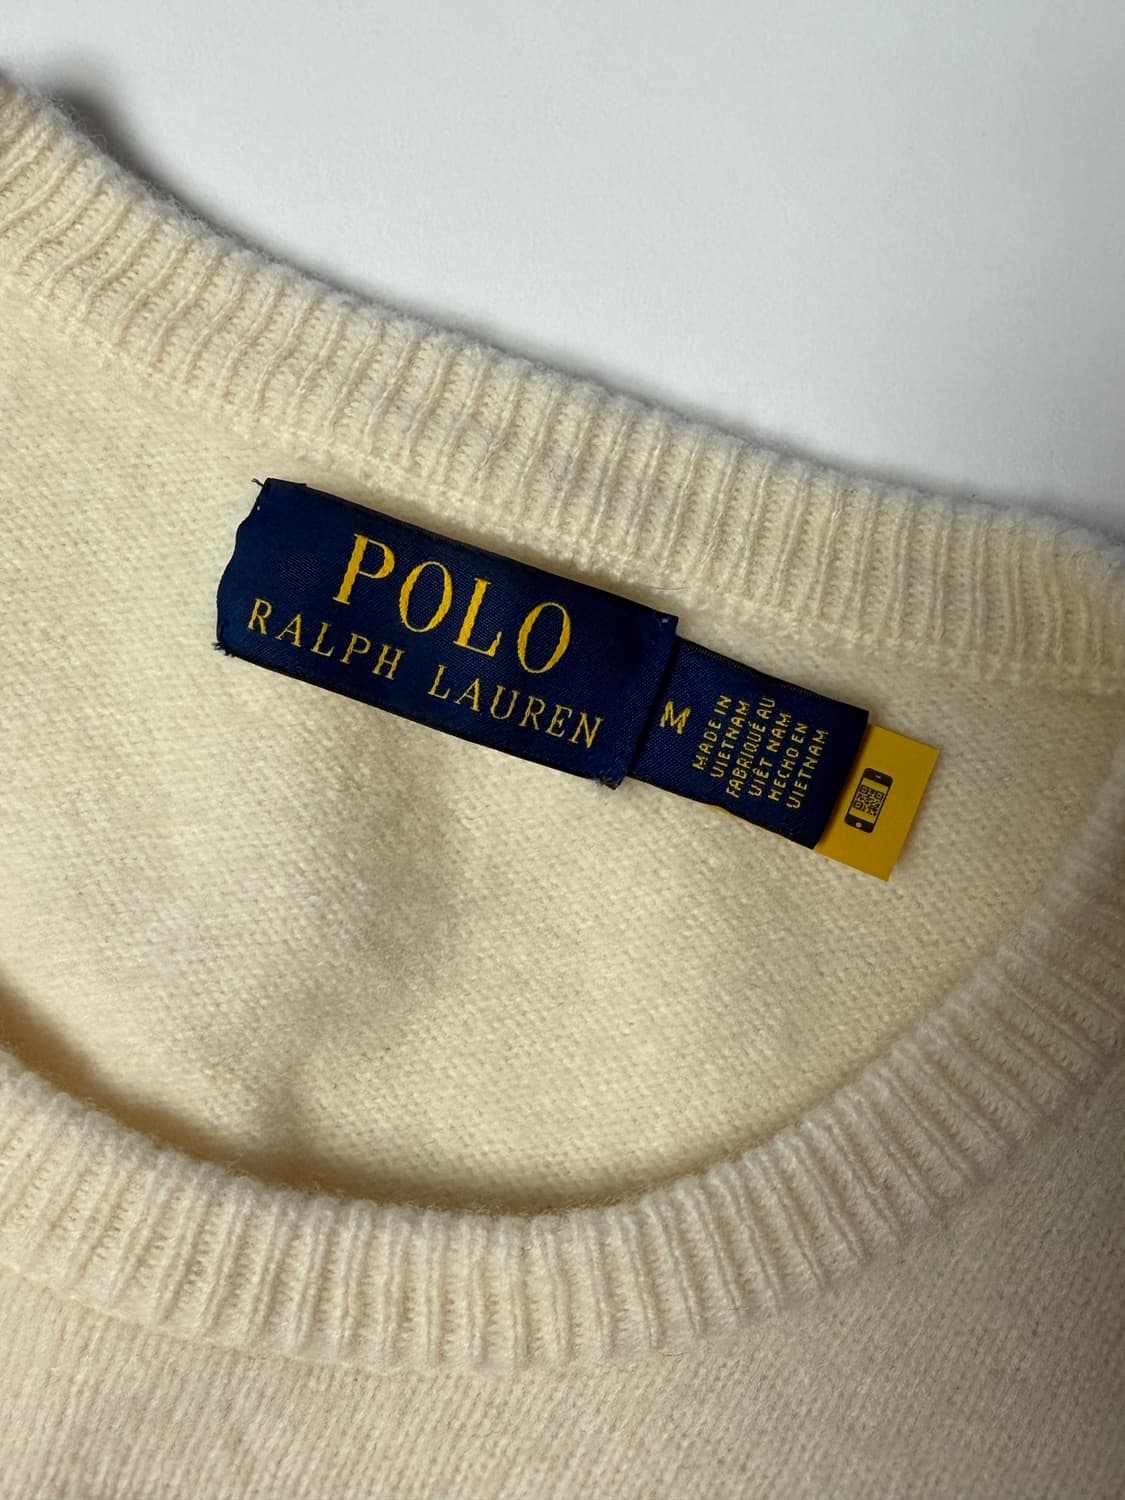 POLO
RALPH LAUREN
M
MADE IN
VIETNAM
FABRIQUÉ AU
VIÊT NAM
HECHO EN
VIETNAM